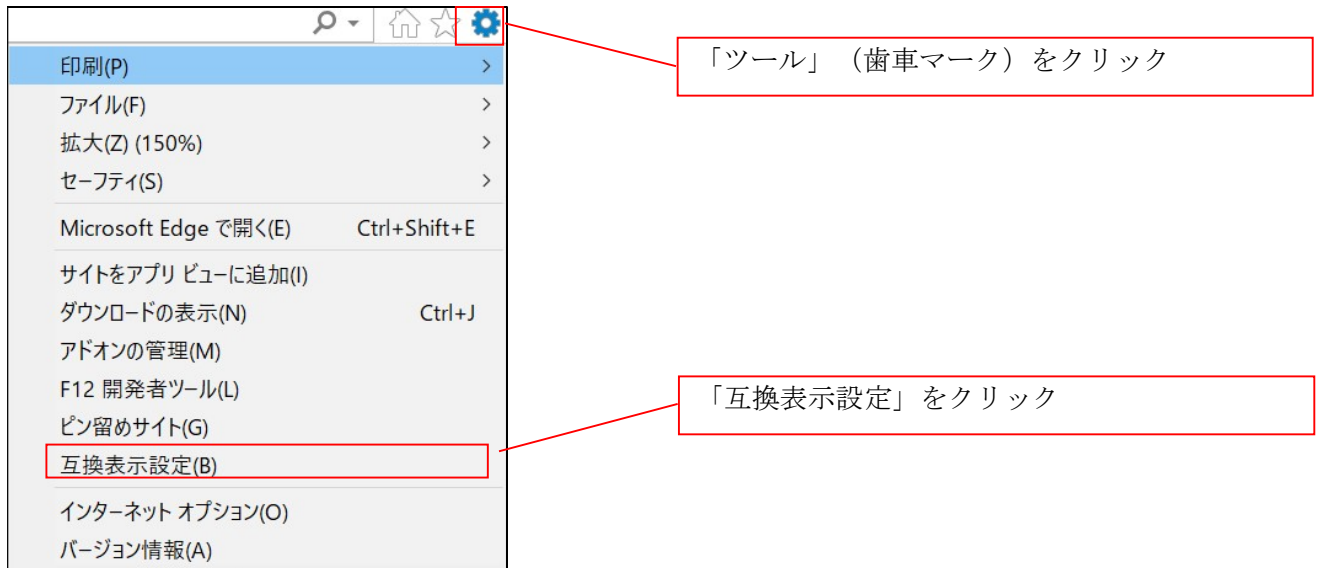 印刷(P)
「ツール」（歯車マーク）をクリック
ファイル(F)
拡大(Z) (150%)
セーフティ(S)
Microsoft Edge で開く(E) Ctrl+Shift+E
サイトをアプリ ビューに追加(I)
ダウンロードの表示(N) Ctrl+J
アドオンの管理(M)
F12 開発者ツール(L)
「互換表示設定」をクリック
ピン留めサイト(G)
互換表示設定(B)
インターネット オプション(O)
バージョン情報(A)